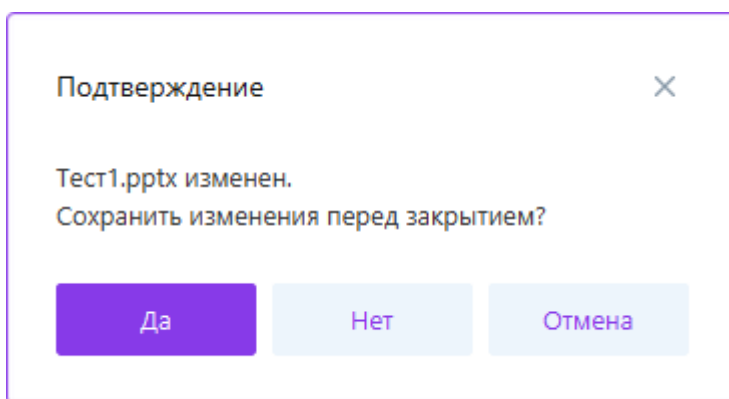 Подтверждение
Тест1.pptx изменен.
Сохранить изменения перед закрытием?
Да
Нет
Отмена